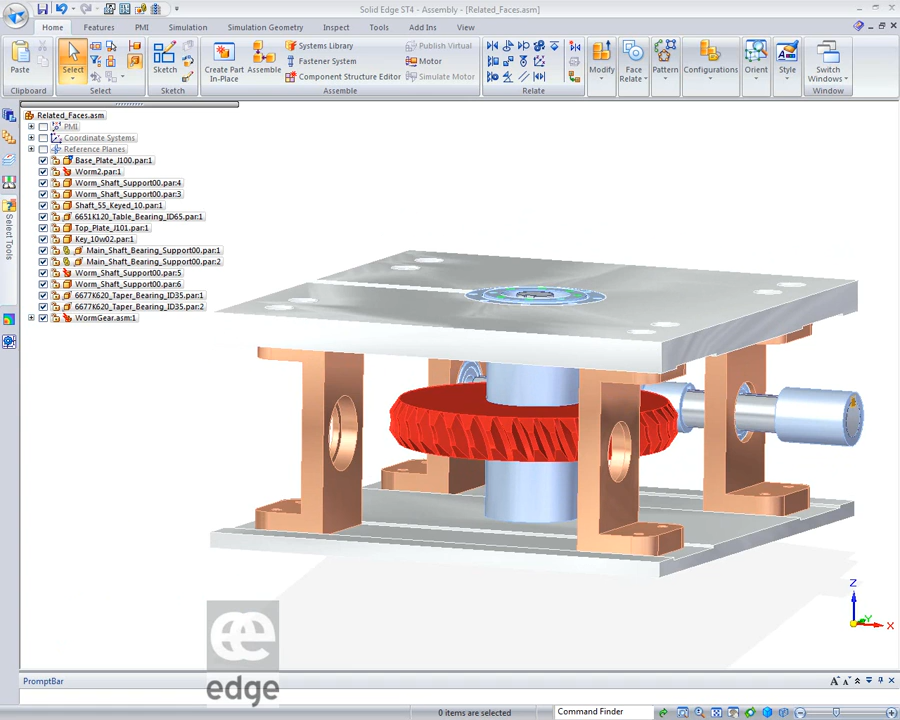 Solid Edge ST4 - Assembly - [Related_Faces.asm]
Home
Features
PMI
Simulation
Simulation Geometry
Inspect
Tools
Add Ins
View
Paste
Select
Sketch
Create Part
In-Place
Assemble
Systems Library
Fastener System
Component Structure Editor
Publish Virtual
Motor
Simulate Motor
Modify
Face
Relate
Pattern
Configurations
Orient
Style
Switch
Windows
Clipboard
Select
Sketch
Assemble
Relate
Window
Select Tools
Related_Faces.asm
PMI
Coordinate Systems
Reference Planes
Base_Plate_J100.par:1
Worm2.par:1
Worm_Shaft_Support00.par:4
Worm_Shaft_Support00.par:3
Shaft_55_Keyed_10.par:1
6651K120_Table_Bearing_ID65.par:1
Top_Plate_J101.par:1
Key_10w02.par:1
Main_Shaft_Bearing_Support00.par:1
Main_Shaft_Bearing_Support00.par:2
Worm_Shaft_Support00.par:5
Worm_Shaft_Support00.par:6
6677K620_Taper_Bearing_ID35.par:1
6677K620_Taper_Bearing_ID35.par:2
WormGear.asm:1
Z
Y
X
edge
PromptBar
0 items are selected
Command Finder